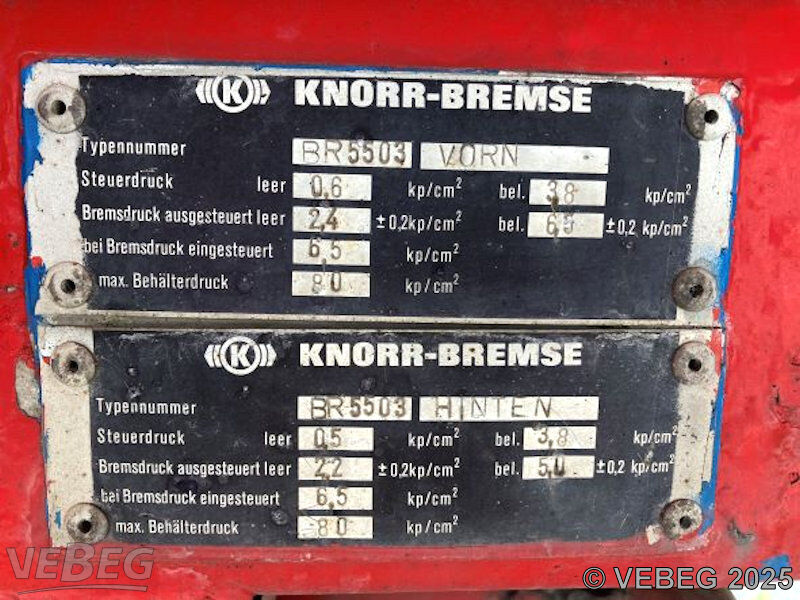 (K) KNORR-BREMSE
Typennummer BR5503 VORN
Steuerdruck leer 0,6 kp/cm² bel. 3,8 kp/cm²
Bremsdruck ausgesteuert leer 2,4 ±0,2kp/cm² bel. 6,5 ±0,2 kp/cm²
bei Bremsdruck eingesteuert 6,5 kp/cm²
max. Behälterdruck 8,0 kp/cm²
(K) KNORR-BREMSE
Typennummer BR5503 HINTEN
Steuerdruck leer 0,5 kp/cm² bel. 3,8 kp/cm²
Bremsdruck ausgesteuert leer 2,2 ±0,2kp/cm² bel. 5,0 ±0,2 kp/cm²
bei Bremsdruck eingesteuert 6,5 kp/cm²
max. Behälterdruck 8,0 kp/cm²
VEBEG
© VEBEG 2025